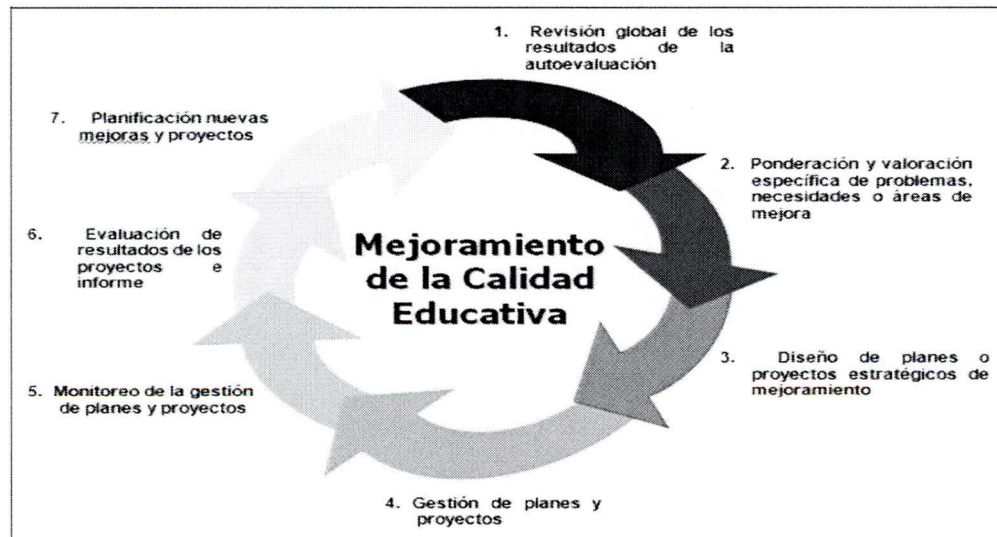 1. Revisión global de los
resultados de la
autoevaluación
2. Ponderación y valoración
específica de problemas,
necesidades o áreas de
mejora
3. Diseño de planes o
proyectos estratégicos de
mejoramiento
4. Gestión de planes y
proyectos
5. Monitoreo de la gestión
de planes y proyectos
6. Evaluación de
resultados de los
proyectos e
informe
7. Planificación nuevas
mejoras y proyectos
Mejoramiento
de la Calidad
Educativa